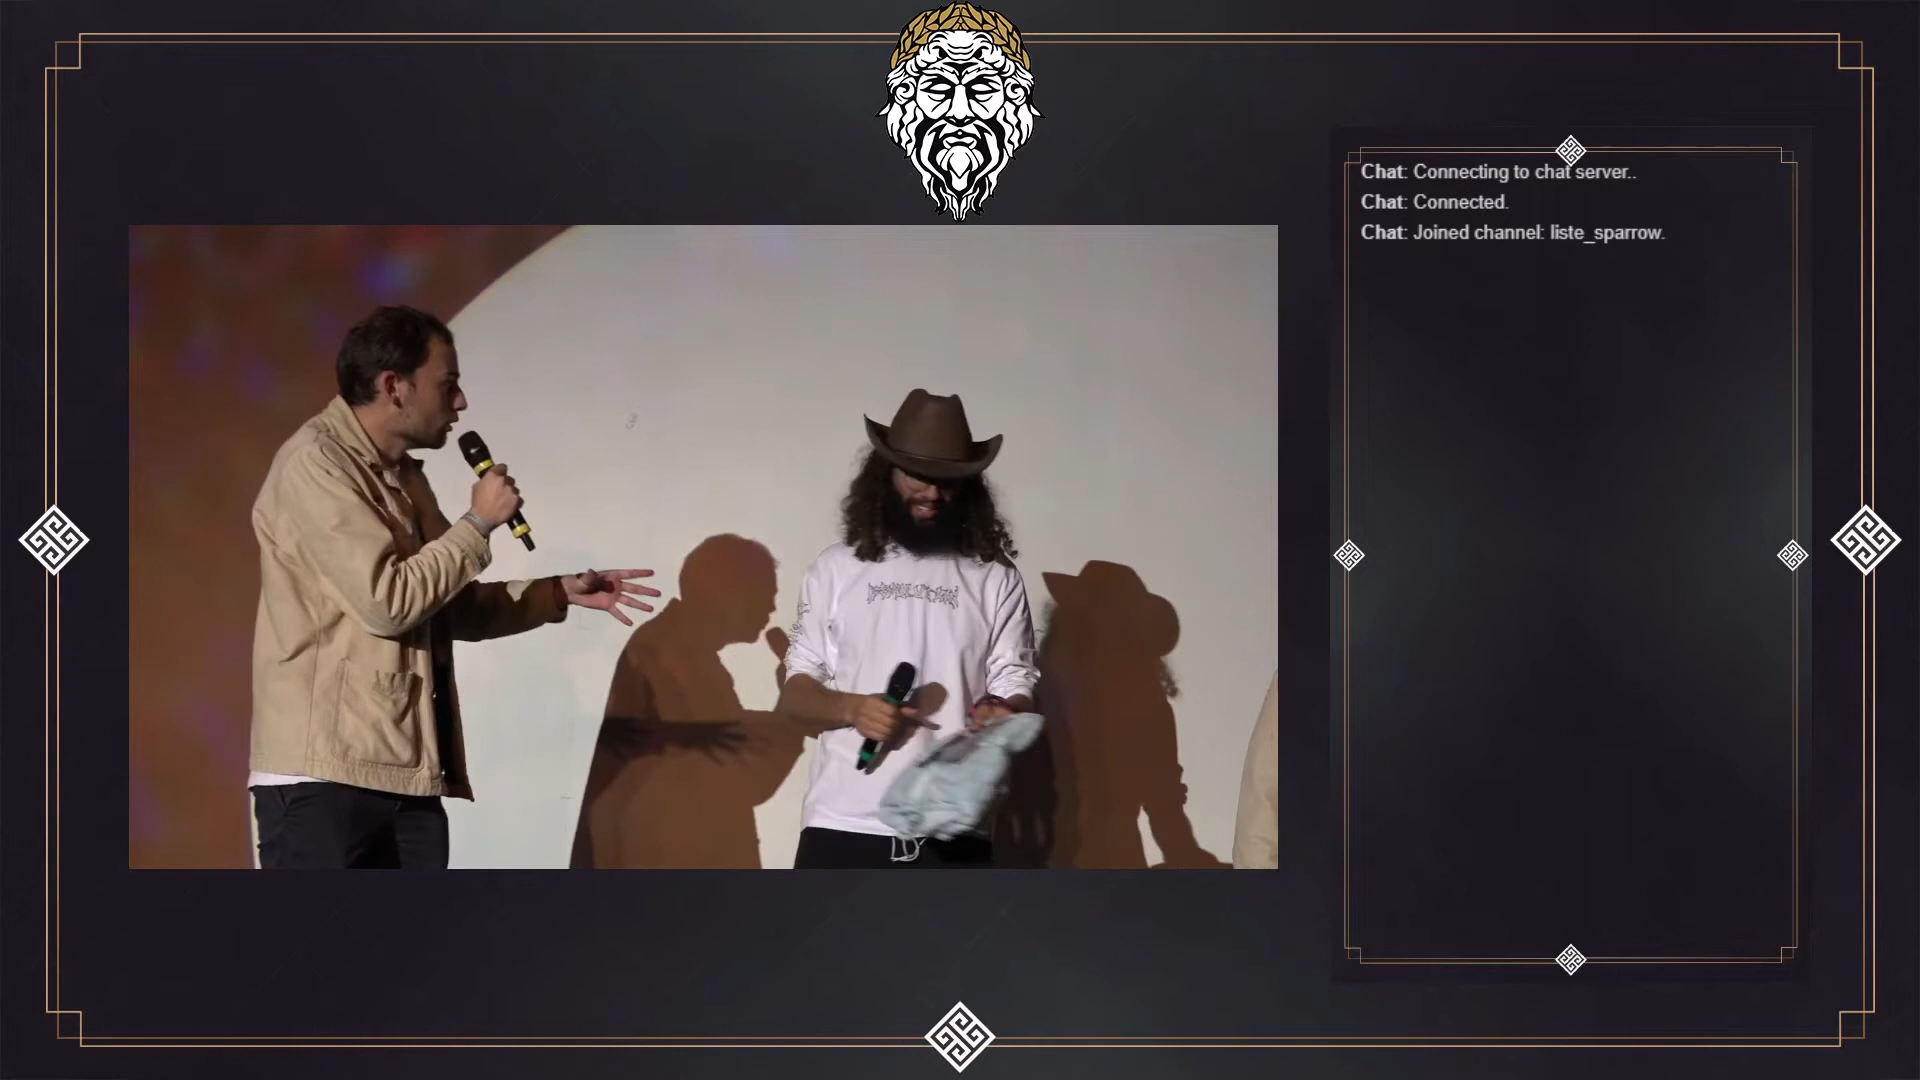 Chat: Connecting to chat server..
Chat: Connected.
Chat: Joined channel: liste_sparrow.